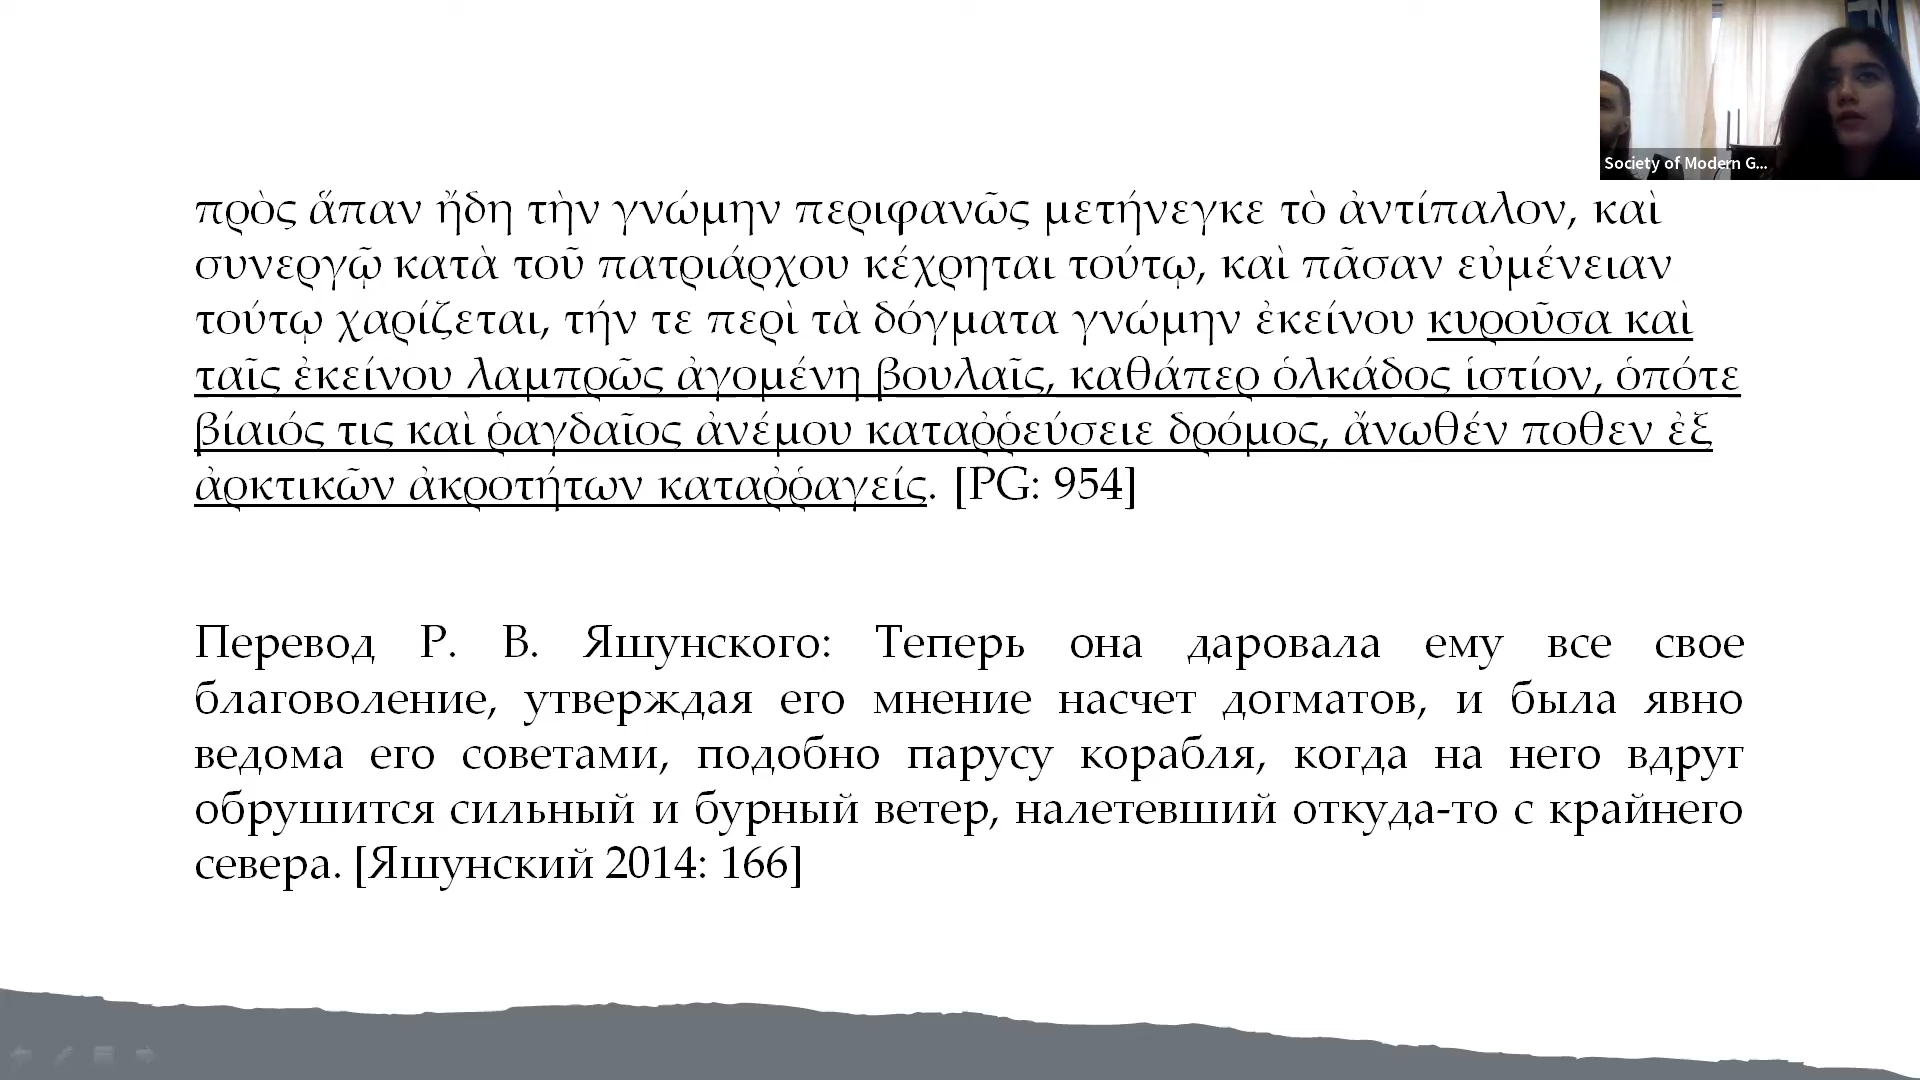 Society of Modern G...
πρὸς ἅπαν ἤδη τὴν γνώμην περιφανῶς μετήνεγκε τὸ ἀντίπαλον, καὶ
συνεργῷ κατὰ τοῦ πατριάρχου κέχρηται τούτῳ, καὶ πᾶσαν εὐμένειαν
τούτῳ χαρίζεται, τήν τε περὶ τὰ δόγματα γνώμην ἐκείνου κυροῦσα καὶ
ταῖς ἐκείνου λαμπρῶς ἀγομένη βουλαῖς, καθάπερ ὁλκάδος ἱστίον, ὁπότε
βίαιός τις καὶ ῥαγδαῖος ἀνέμου καταῤῥεύσειε δρόμος, ἄνωθέν ποθεν ἐξ
ἀρκτικῶν ἀκροτήτων καταῤῥαγείς. [PG: 954]
Перевод Р. В. Яшунского: Теперь она даровала ему все свое
благоволение, утверждая его мнение насчет догматов, и была явно
ведома его советами, подобно парусу корабля, когда на него вдруг
обрушится сильный и бурный ветер, налетевший откуда-то с крайнего
севера. [Яшунский 2014: 166]